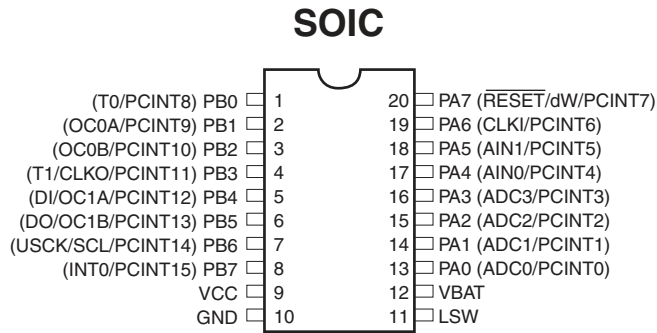 SOIC
(T0/PCINT8) PB0 1 20 PA7 (RESET/dW/PCINT7)
(OC0A/PCINT9) PB1 2 19 PA6 (CLKI/PCINT6)
(OC0B/PCINT10) PB2 3 18 PA5 (AIN1/PCINT5)
(T1/CLKO/PCINT11) PB3 4 17 PA4 (AIN0/PCINT4)
(DI/OC1A/PCINT12) PB4 5 16 PA3 (ADC3/PCINT3)
(DO/OC1B/PCINT13) PB5 6 15 PA2 (ADC2/PCINT2)
(USCK/SCL/PCINT14) PB6 7 14 PA1 (ADC1/PCINT1)
(INT0/PCINT15) PB7 8 13 PA0 (ADC0/PCINT0)
VCC 9 12 VBAT
GND 10 11 LSW